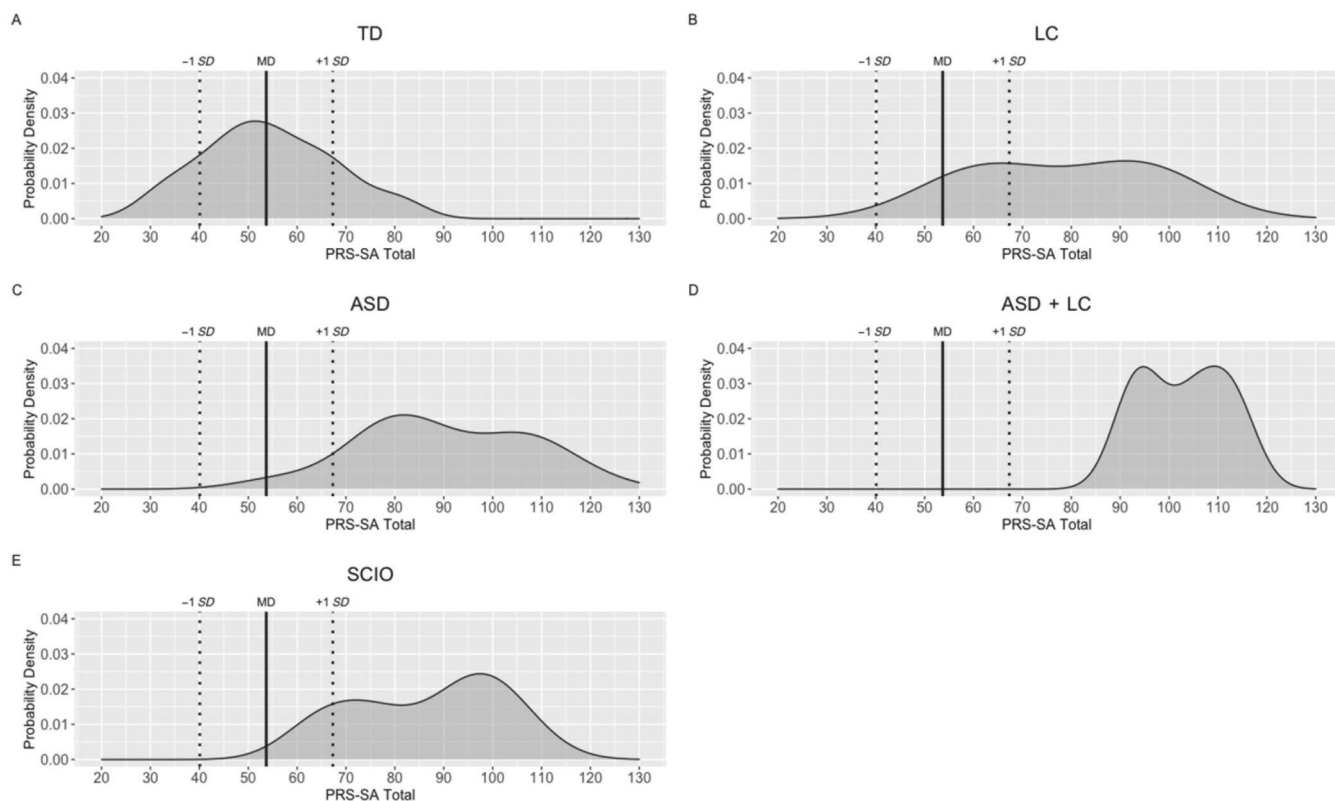 A
TD
−1 SD MD +1 SD
Probability Density
0.04
0.03
0.02
0.01
0.00
20 30 40 50 60 70 80 90 100 110 120 130
PRS-SA Total
B
LC
−1 SD MD +1 SD
Probability Density
0.04
0.03
0.02
0.01
0.00
20 30 40 50 60 70 80 90 100 110 120 130
PRS-SA Total
C
ASD
−1 SD MD +1 SD
Probability Density
0.04
0.03
0.02
0.01
0.00
20 30 40 50 60 70 80 90 100 110 120 130
PRS-SA Total
D
ASD + LC
−1 SD MD +1 SD
Probability Density
0.04
0.03
0.02
0.01
0.00
20 30 40 50 60 70 80 90 100 110 120 130
PRS-SA Total
E
SCIO
−1 SD MD +1 SD
Probability Density
0.04
0.03
0.02
0.01
0.00
20 30 40 50 60 70 80 90 100 110 120 130
PRS-SA Total